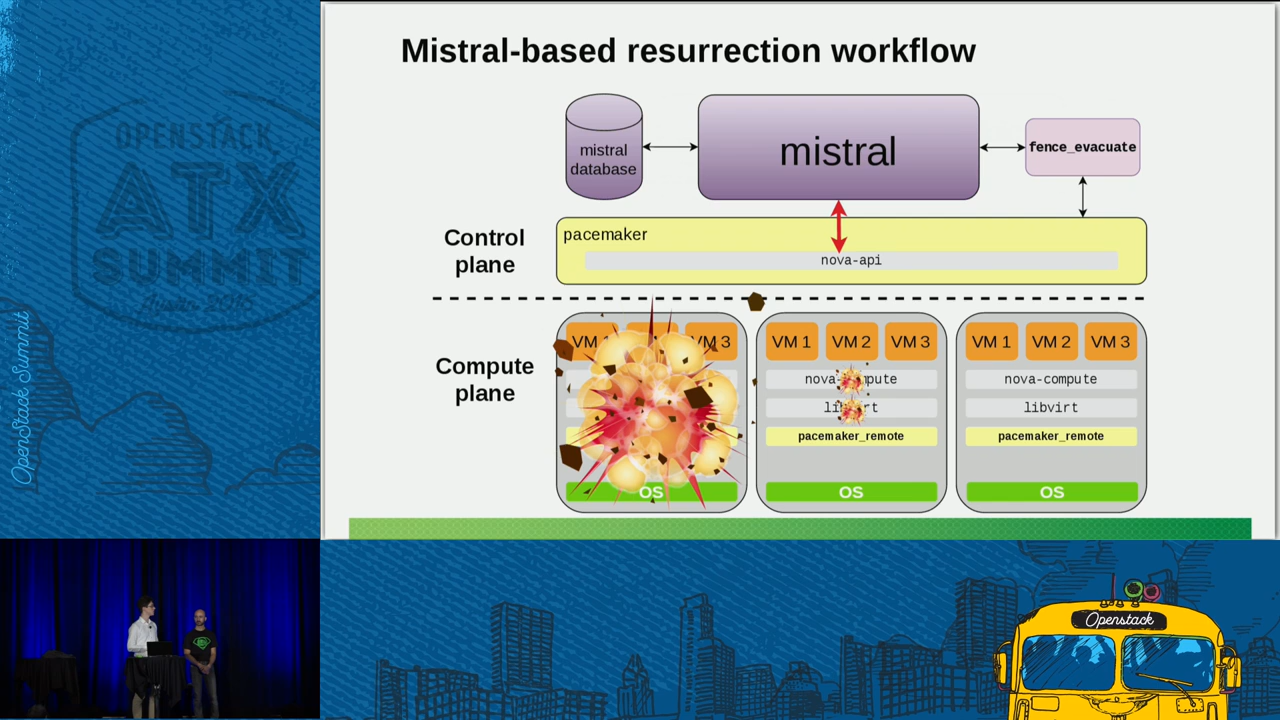 OPENSTACK
ATX
SUMMIT
Austin 2016
OpenStack Summit
Mistral-based resurrection workflow
mistral
database
mistral
fence_evacuate
Control
plane
pacemaker
nova-api
Compute
plane
VM 1
VM 3
OS
VM 1
VM 2
VM 3
nova-compute
libvirt
pacemaker_remote
OS
VM 1
VM 2
VM 3
nova-compute
libvirt
pacemaker_remote
OS
Openstack